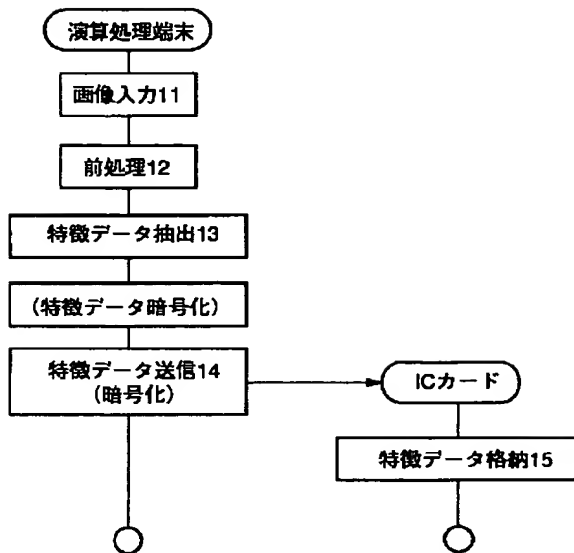 演算処理端末
画像入力11
前処理12
特徴データ抽出13
(特徴データ暗号化)
特徴データ送信14
(暗号化)
ICカード
特徴データ格納15